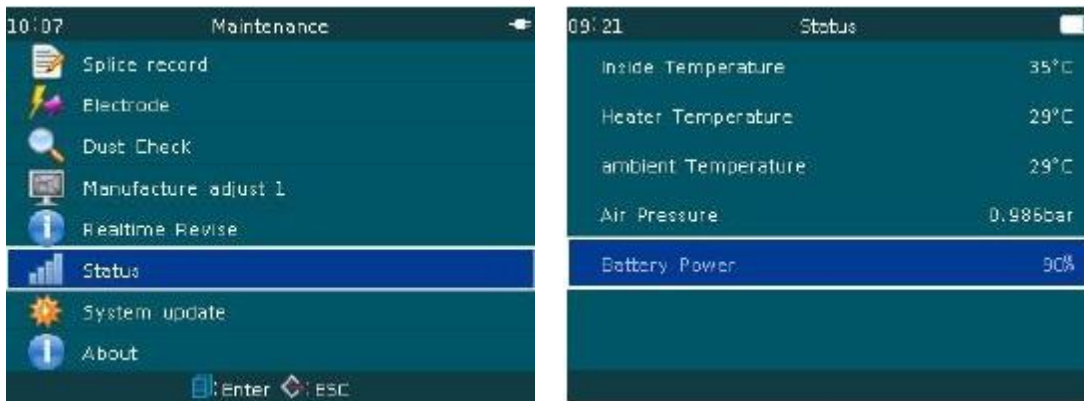 10:07 Maintenance
Splice record
Electrode
Dust Check
Manufacture adjust 1
Realtime Revise
Status
System update
About
:Enter :ESC
09:21 Status
Inside Temperature 35°C
Heater Temperature 29°C
ambient Temperature 29°C
Air Pressure 0.986bar
Battery Power 90%